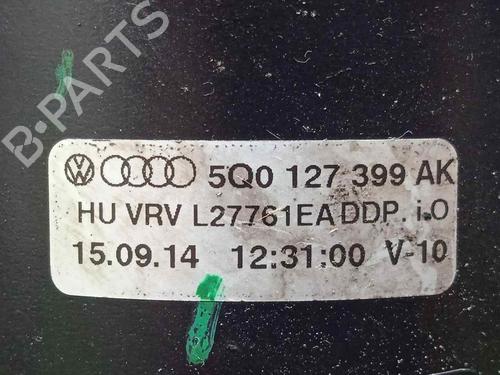 B-PARTS
5Q0 127 399 AK
HU VRV L27761EA DDP. i.O
15.09.14 12:31:00 V-10